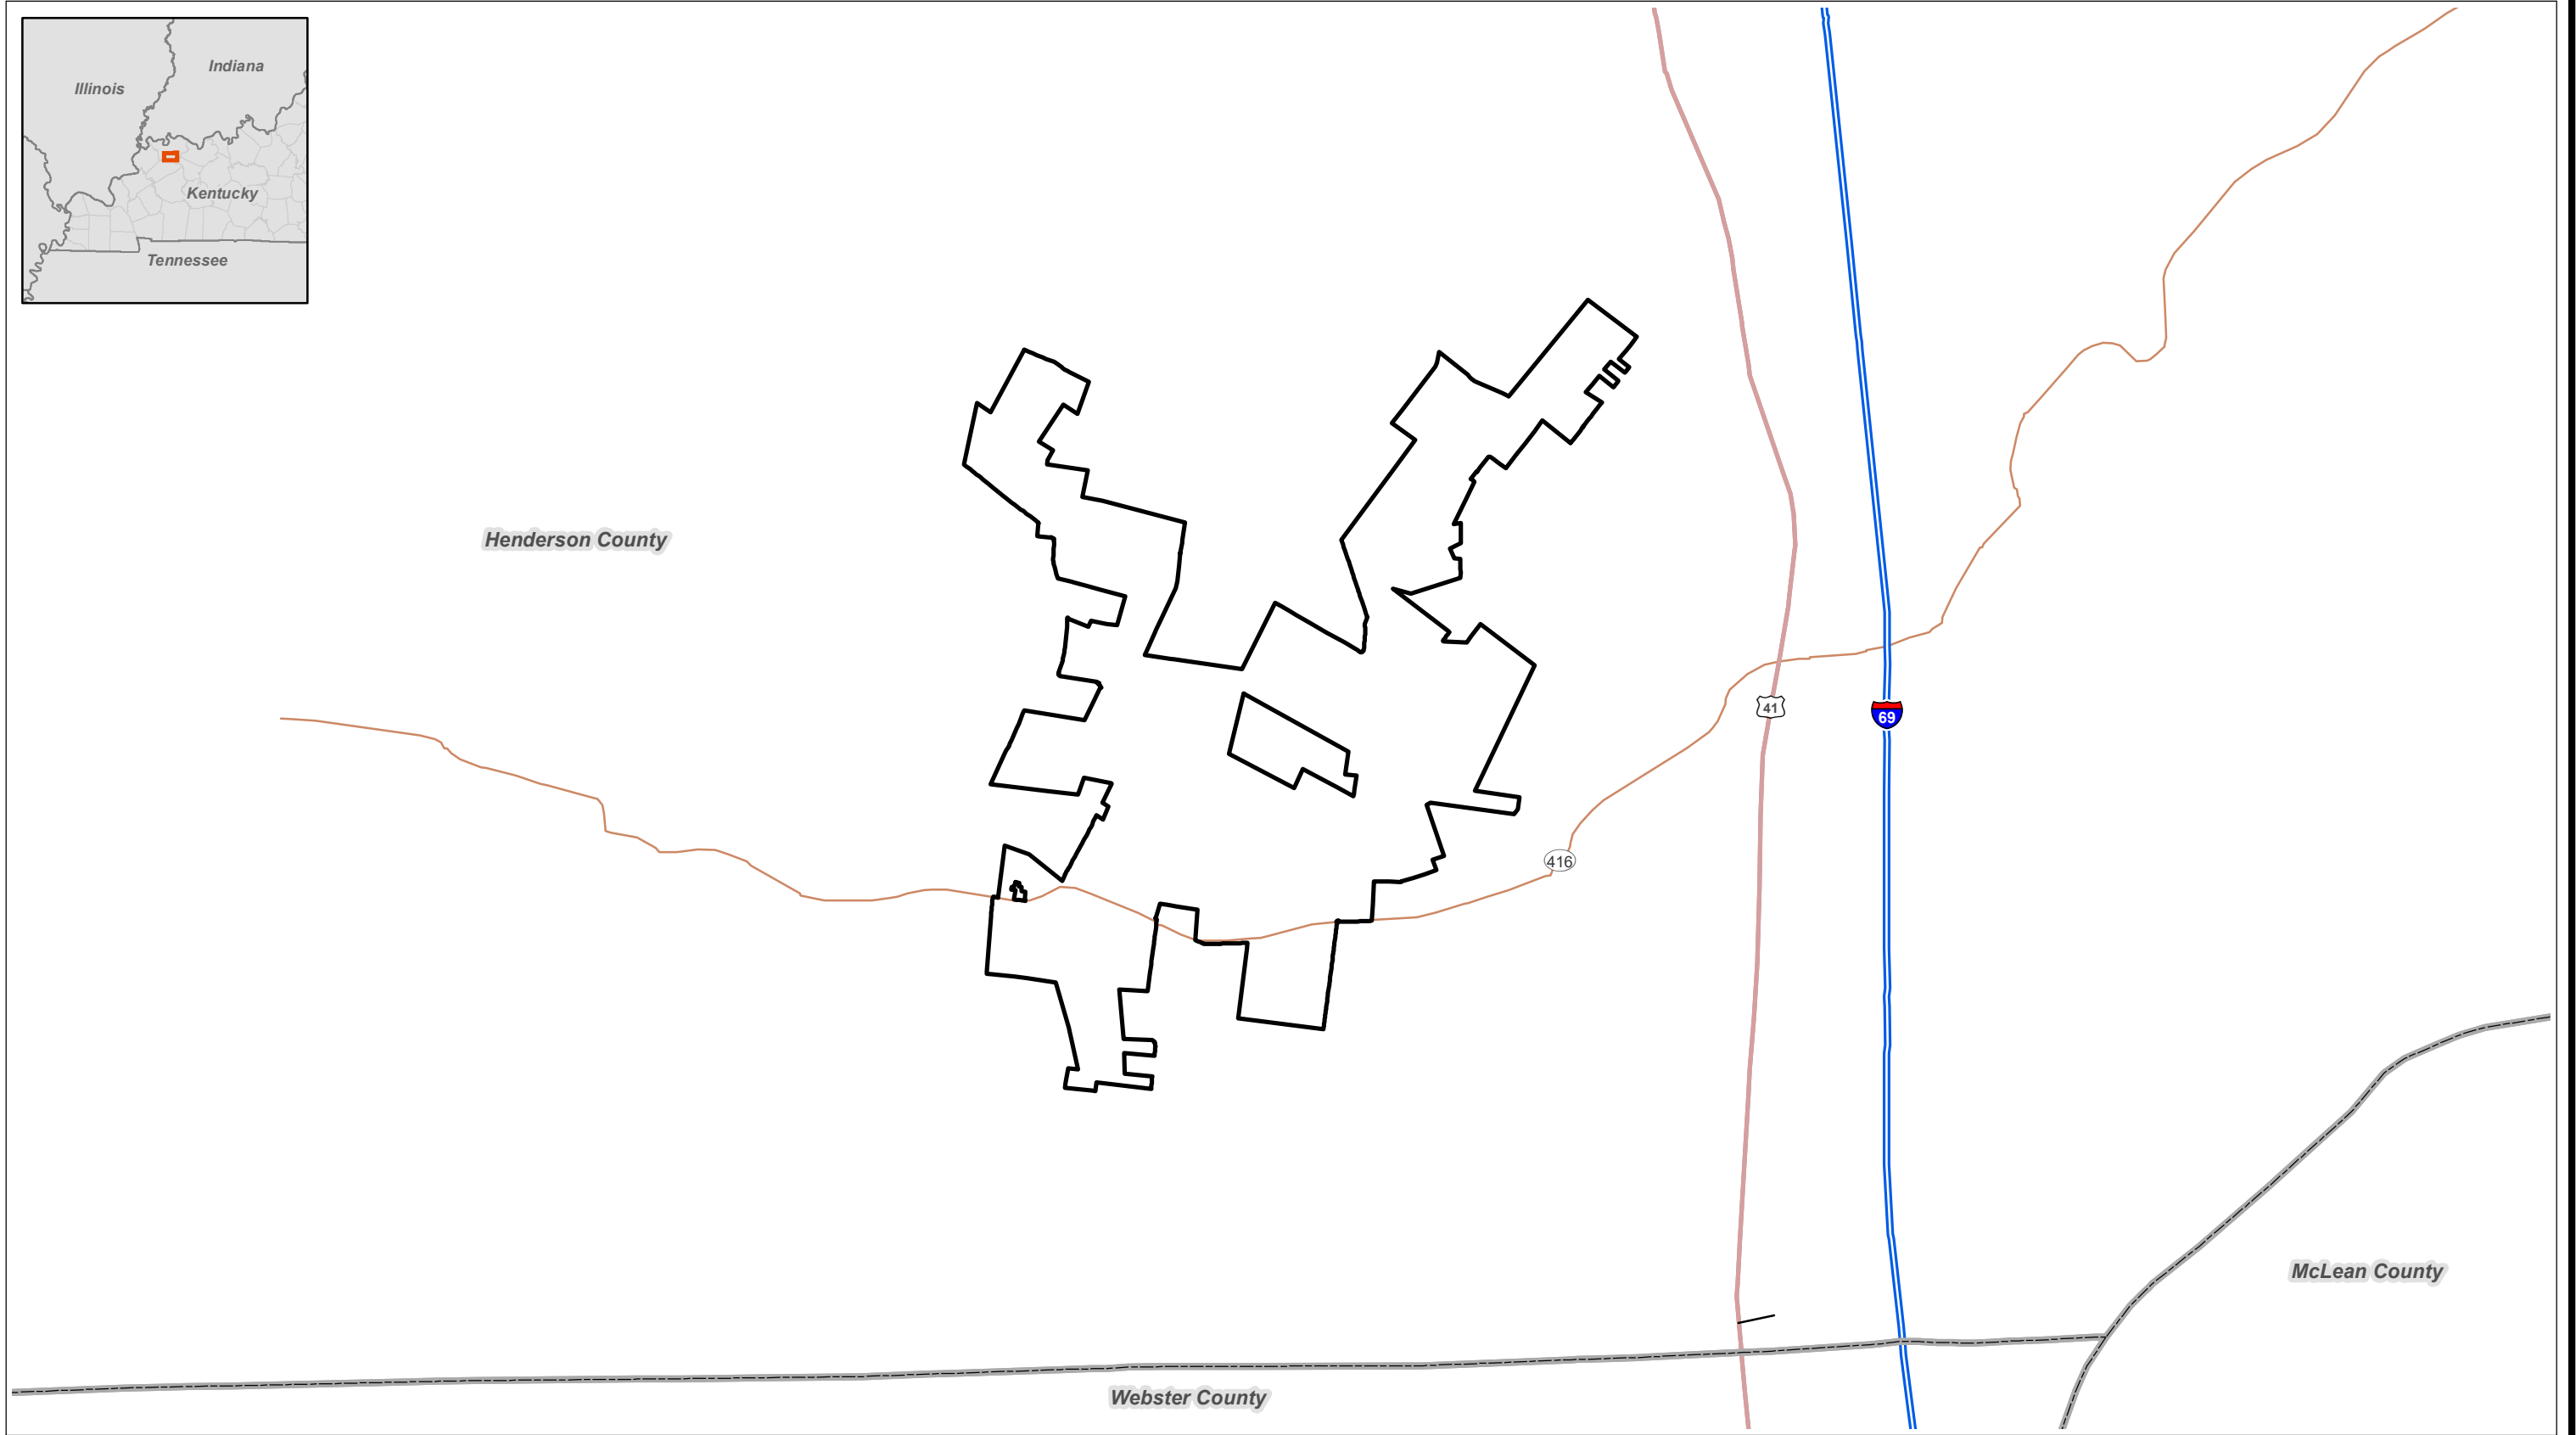 Indiana
Illinois
Kentucky
Tennessee
Henderson County
41
69
416
McLean County
Webster County